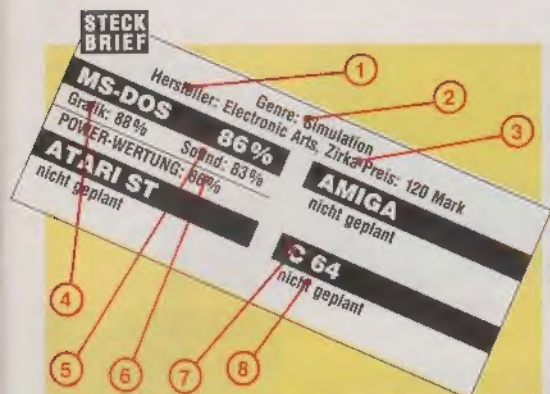 STECK
BRIEF
Genre: Simulation
Hersteller: Electronic Arts, Zirka-Preis: 120 Mark
MS-DOS 86%
Grafik: 88% Sound: 83%
POWER-WERTUNG: 86%
ATARI ST
nicht geplant
AMIGA
nicht geplant
C 64
nicht geplant
1
2
3
4
5
6
7
8